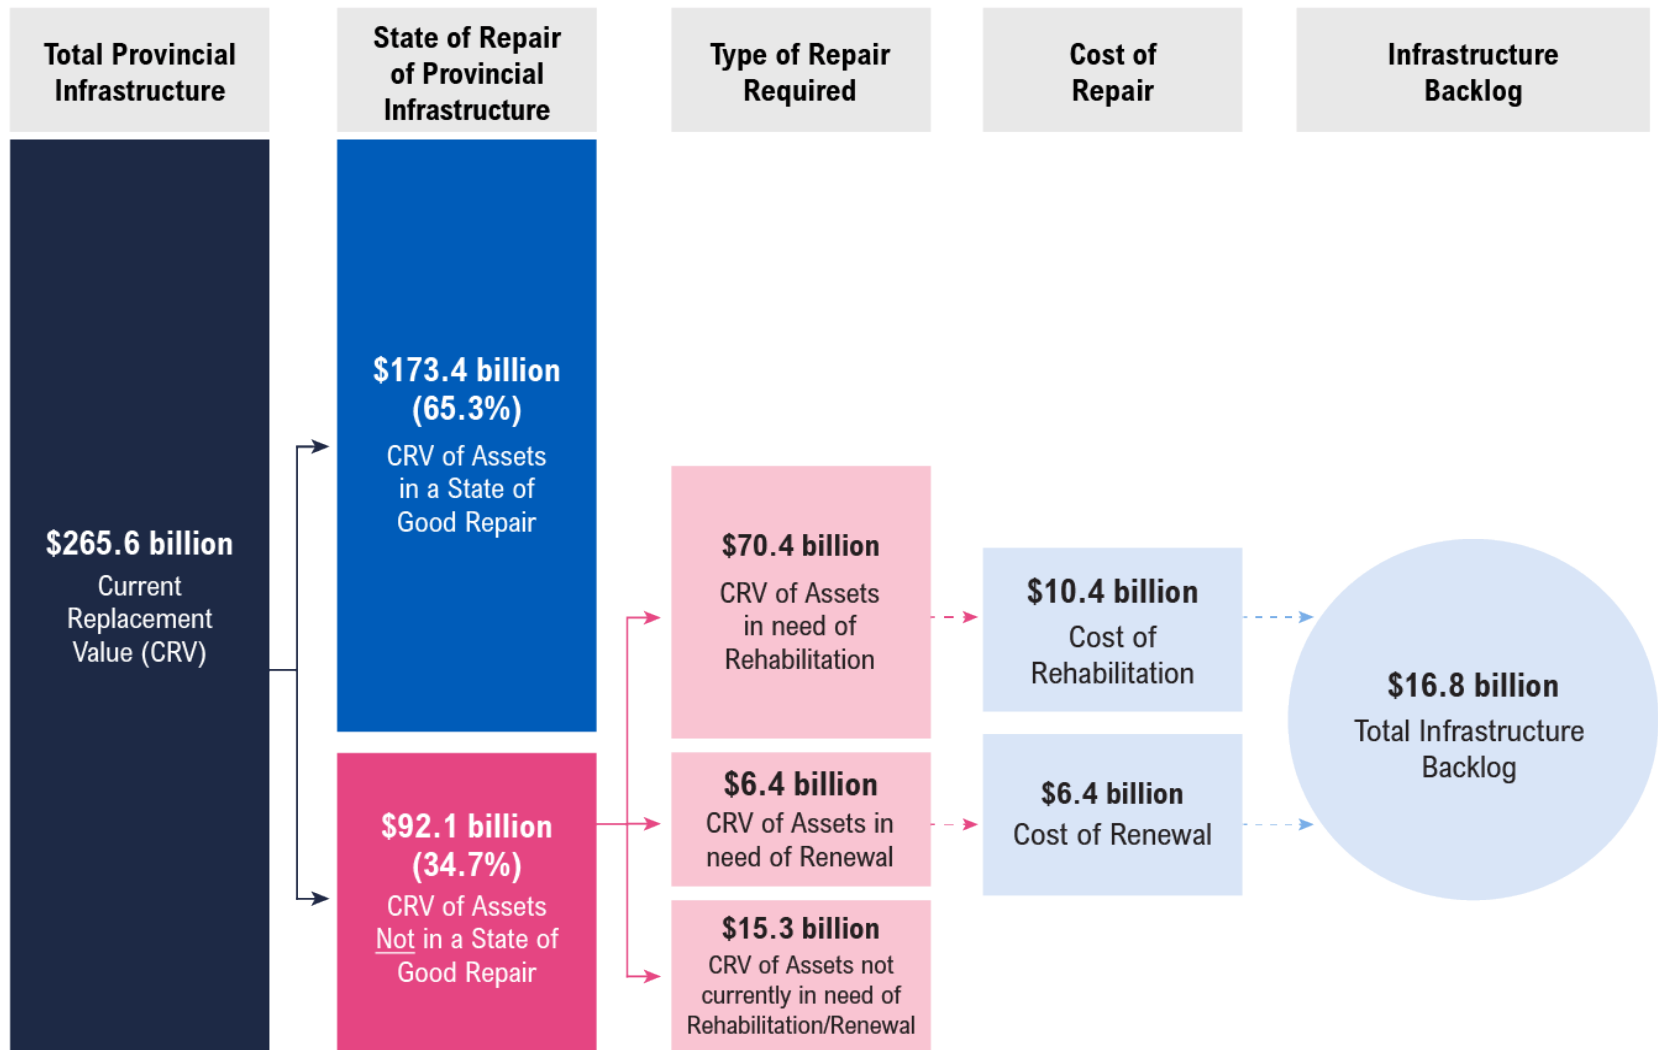 Total Provincial
Infrastructure
State of Repair
of Provincial
Infrastructure
Type of Repair
Required
Cost of
Repair
Infrastructure
Backlog
$265.6 billion
Current
Replacement
Value (CRV)
$173.4 billion
(65.3%)
CRV of Assets
in a State of
Good Repair
$92.1 billion
(34.7%)
CRV of Assets
Not in a State of
Good Repair
$70.4 billion
CRV of Assets
in need of
Rehabilitation
$6.4 billion
CRV of Assets in
need of Renewal
$15.3 billion
CRV of Assets not
currently in need of
Rehabilitation/Renewal
$10.4 billion
Cost of
Rehabilitation
$6.4 billion
Cost of Renewal
$16.8 billion
Total Infrastructure
Backlog